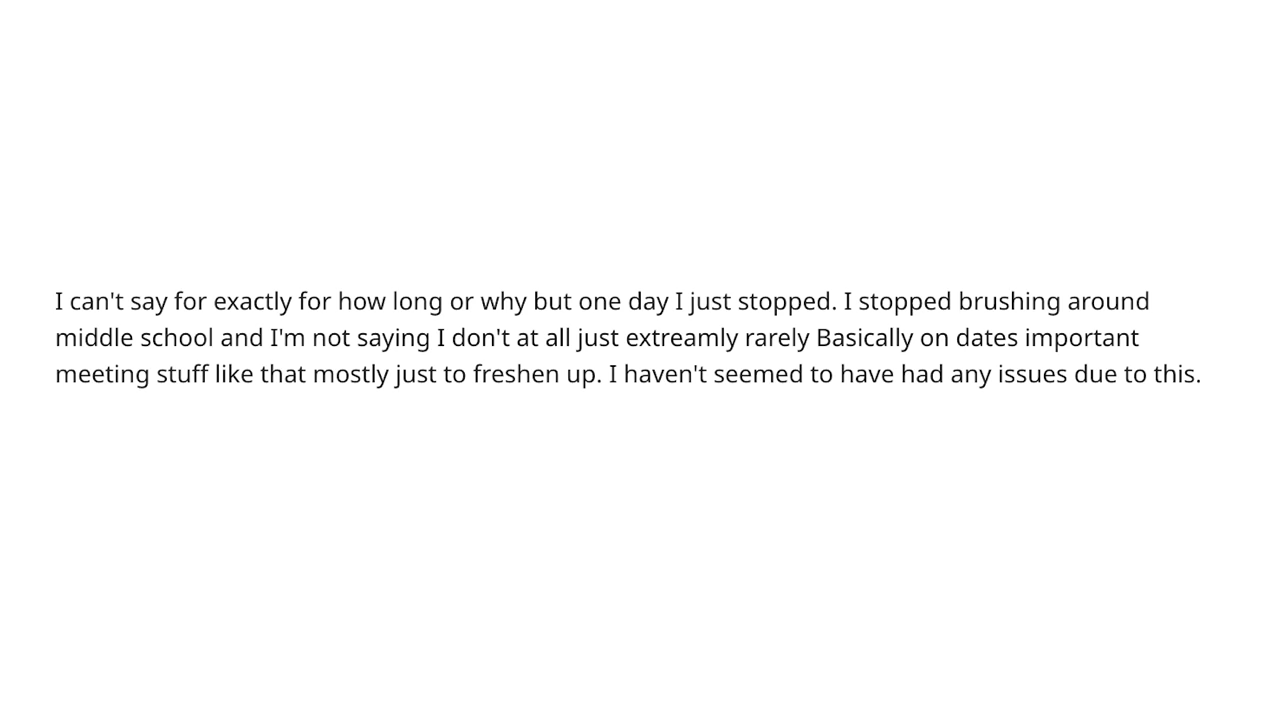 I can't say for exactly for how long or why but one day I just stopped. I stopped brushing around
middle school and I'm not saying I don't at all just extreamly rarely Basically on dates important
meeting stuff like that mostly just to freshen up. I haven't seemed to have had any issues due to this.